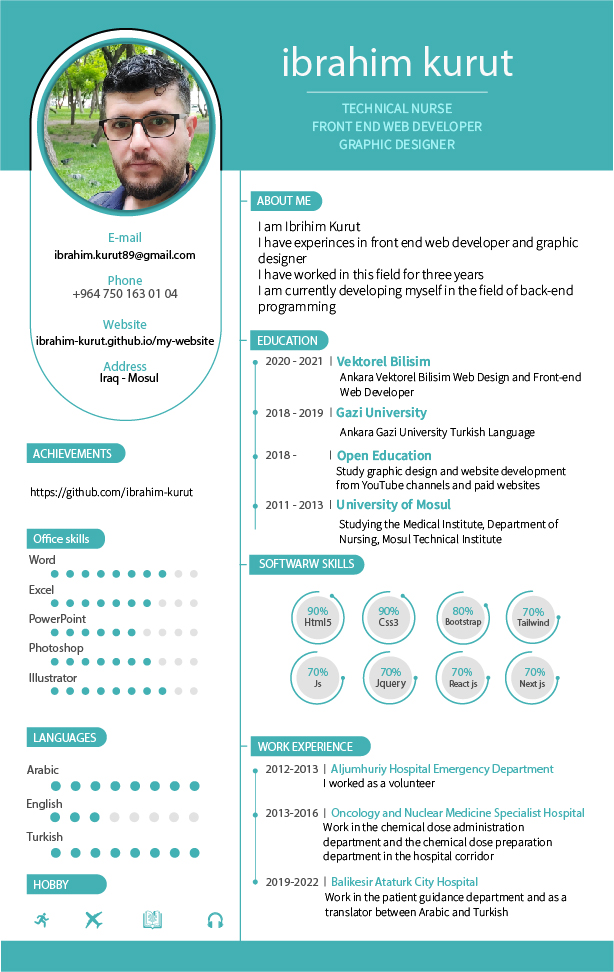 ibrahim kurut
TECHNICAL NURSE
FRONT END WEB DEVELOPER
GRAPHIC DESIGNER
E-mail
ibrahim.kurut89@gmail.com
Phone
+964 750 163 01 04
Website
ibrahim-kurut.github.io/my-website
Address
Iraq - Mosul
ACHIEVEMENTS
https://github.com/ibrahim-kurut
Office skills
Word
Excel
PowerPoint
Photoshop
Illustrator
LANGUAGES
Arabic
English
Turkish
HOBBY
ABOUT ME
I am Ibrihim Kurut
I have experinces in front end web developer and graphic
designer
I have worked in this field for three years
I am currently developing myself in the field of back-end
programming
EDUCATION
2020 - 2021 | Vektorel Bilisim
Ankara Vektorel Bilisim Web Design and Front-end
Web Developer
2018 - 2019 | Gazi University
Ankara Gazi University Turkish Language
2018 - | Open Education
Study graphic design and website development
from YouTube channels and paid websites
2011 - 2013 | University of Mosul
Studying the Medical Institute, Department of
Nursing, Mosul Technical Institute
SOFTWARW SKILLS
90% 90% 80% 70%
Html5 Css3 Bootstrap Tailwind
70% 70% 70% 70%
Js Jquery React js Next js
WORK EXPERIENCE
2012-2013 | Aljumhuriy Hospital Emergency Department
I worked as a volunteer
2013-2016 | Oncology and Nuclear Medicine Specialist Hospital
Work in the chemical dose administration
department and the chemical dose preparation
department in the hospital corridor
2019-2022 | Balikesir Ataturk City Hospital
Work in the patient guidance department and as a
translator between Arabic and Turkish